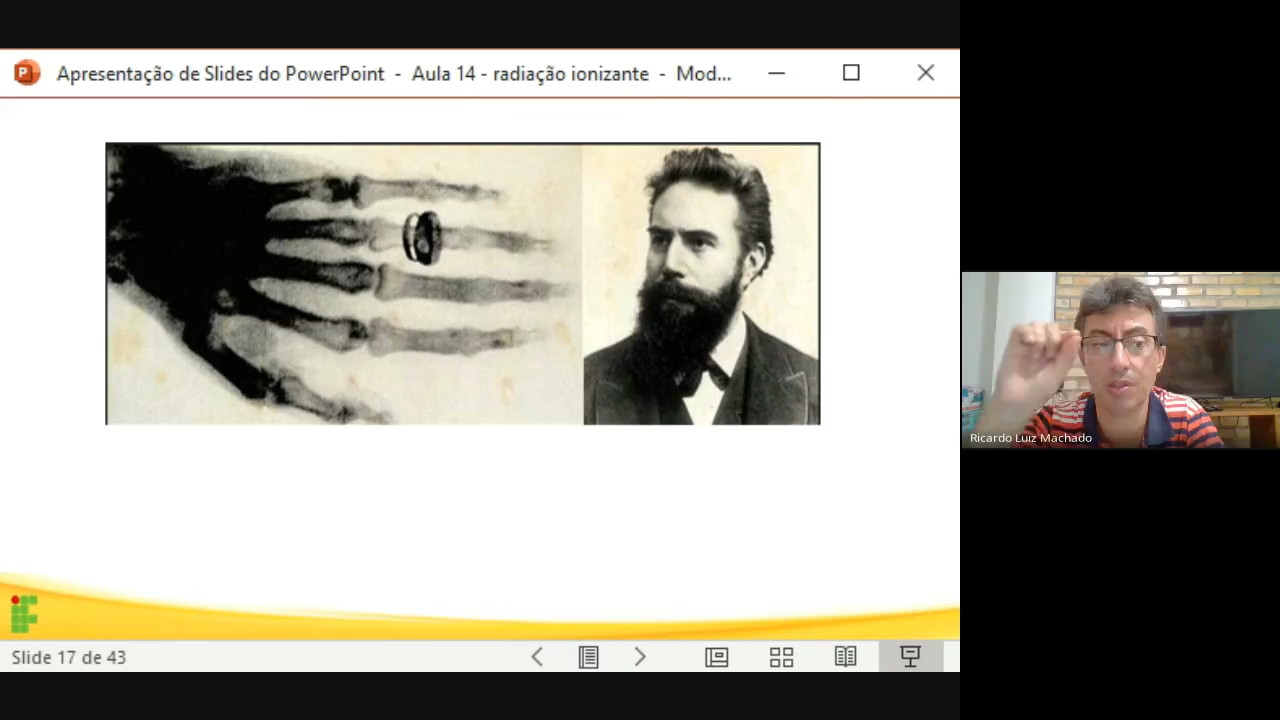 Apresentação de Slides do PowerPoint - Aula 14 - radiação ionizante - Mod...
Ricardo Luiz Machado
Slide 17 de 43